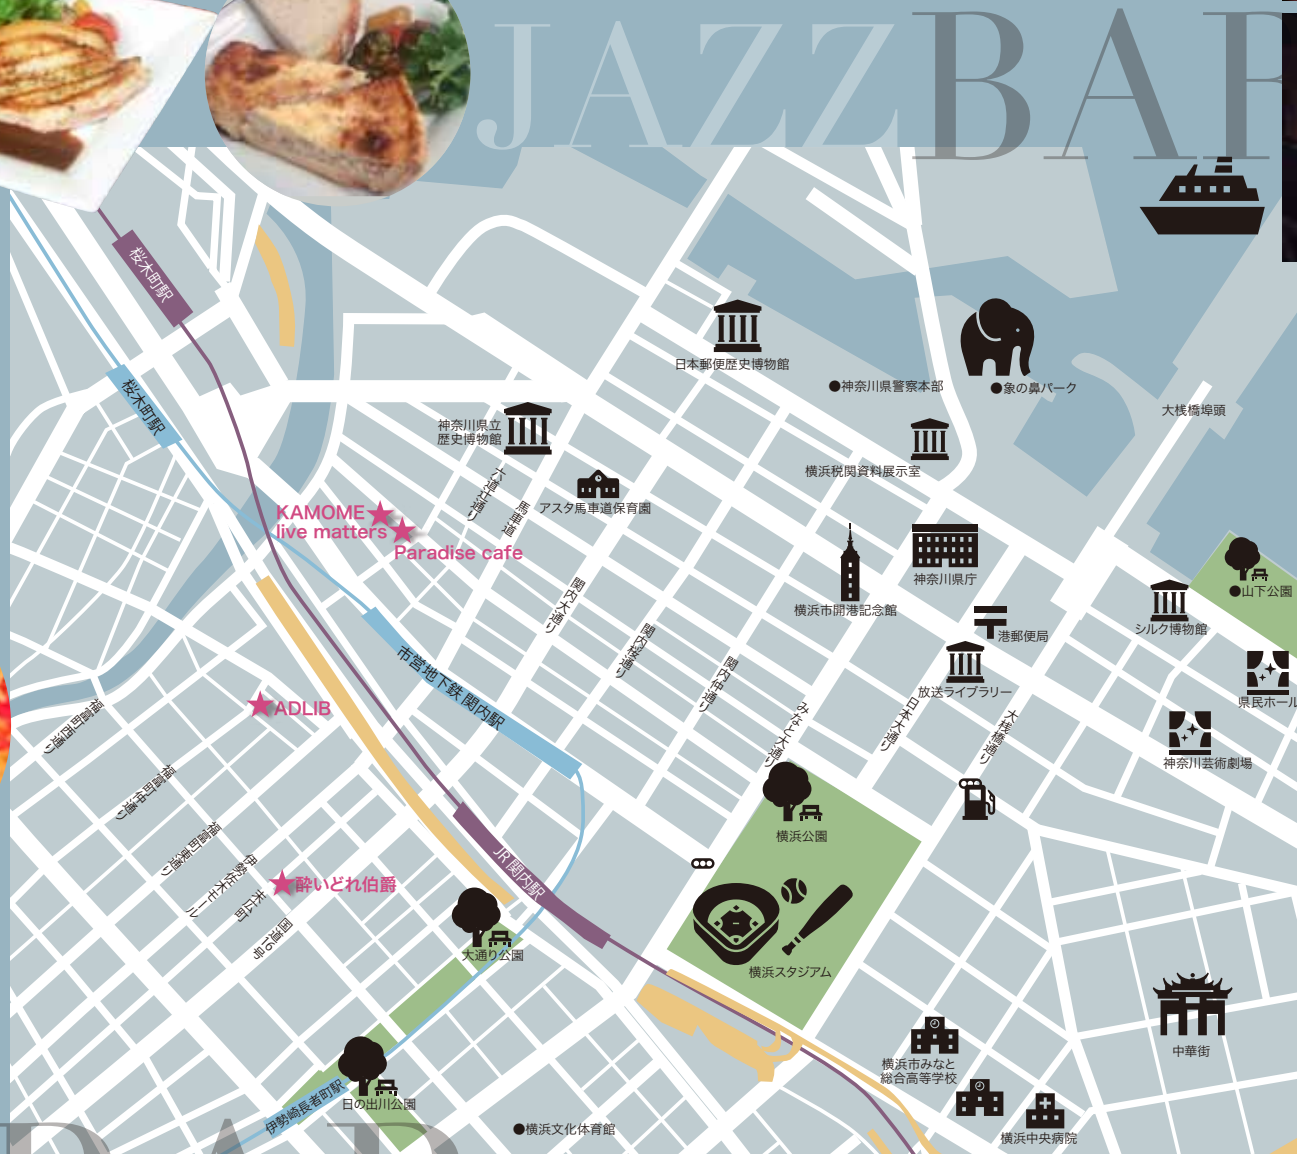 JAZZ BAR
桜木町駅
桜木町駅
日本郵便歴史博物館
●神奈川県警察本部
●象の鼻パーク
大桟橋埠頭
神奈川県立
歴史博物館
横浜税関資料展示室
六道辻通り
馬車道
アスタ馬車道保育園
KAMOME
live matters
Paradise cafe
神奈川県庁
横浜市開港記念館
●山下公園
シルク博物館
港郵便局
関内大通り
関内桜通り
関内仲通り
みなと大通り
日本大通り
大桟橋通り
放送ライブラリー
県民ホール
神奈川芸術劇場
市営地下鉄 関内駅
ADLIB
福富町西通り
福富町仲通り
福富町東通り
伊勢佐木モール
末広町
国道16号
酔いどれ伯爵
JR 関内駅
横浜公園
横浜スタジアム
大通り公園
中華街
横浜市みなと
総合高等学校
日の出川公園
伊勢崎長者町駅
●横浜文化体育館
横浜中央病院
BAR